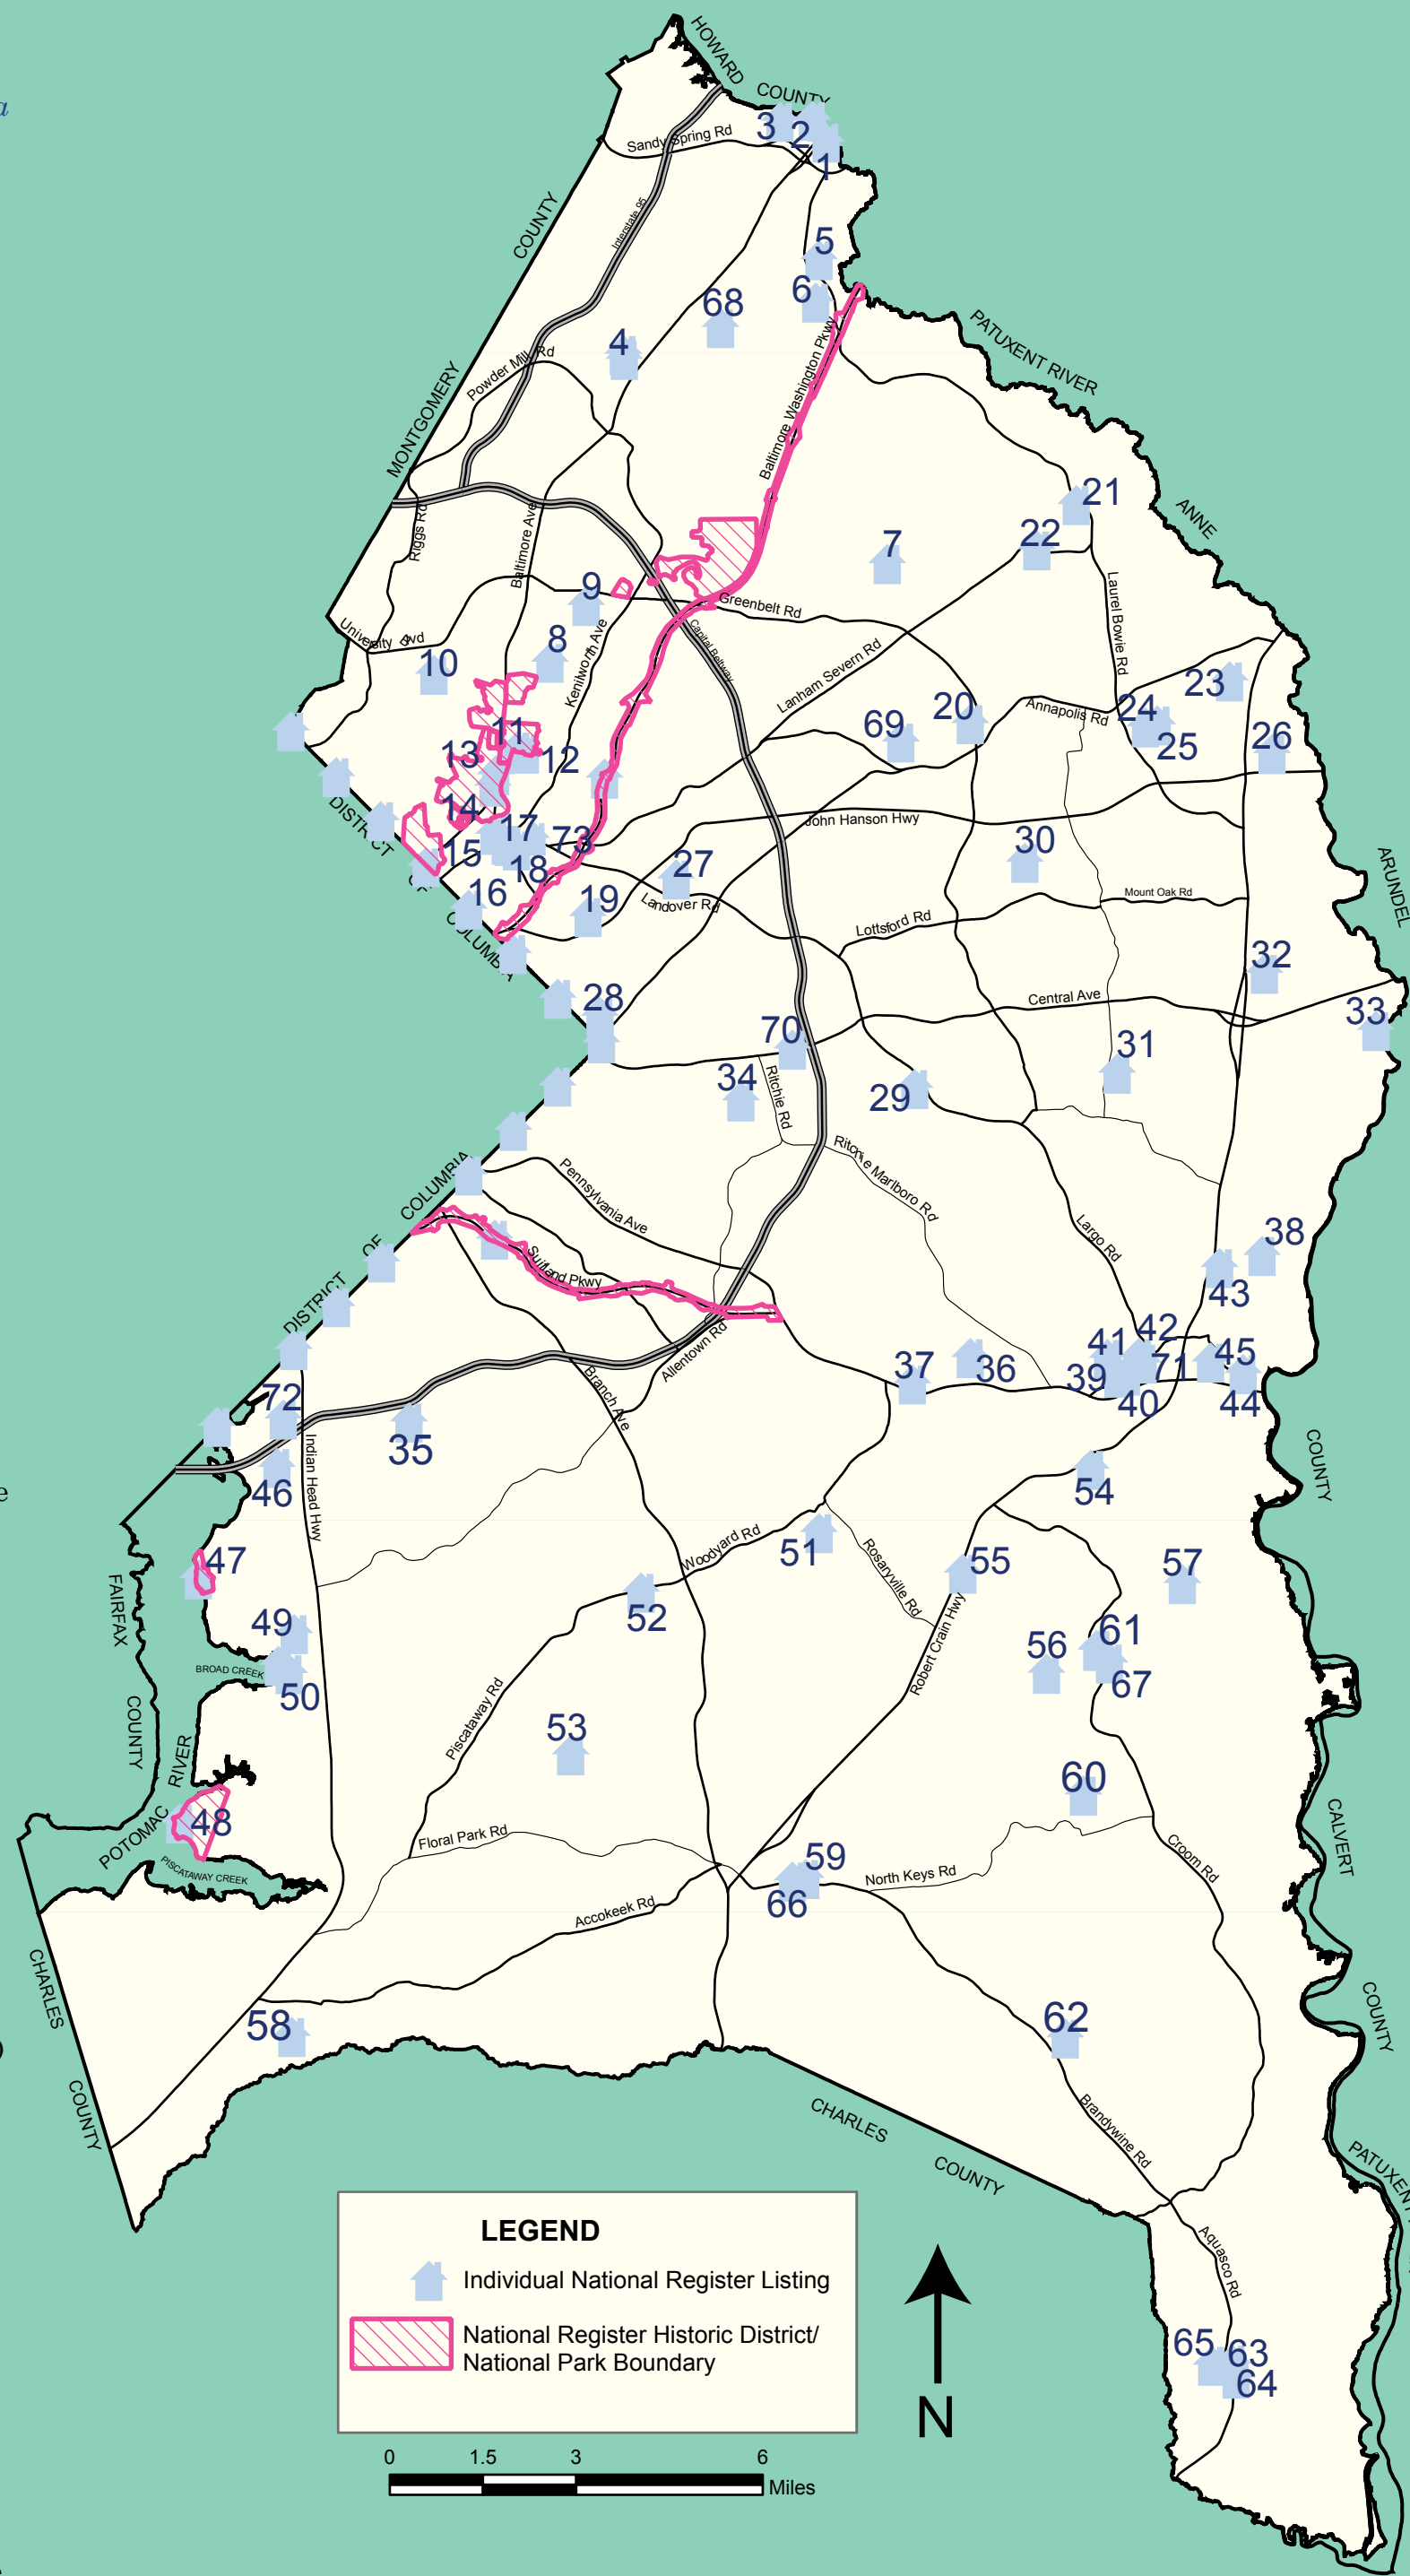 HOWARD
COUNTY
a
3
2
1
Sandy Spring Rd
Interstate 95
COUNTY
5
6
68
4
Powder Mill Rd
PATUXENT RIVER
Baltimore Washington Pkwy
MONTGOMERY
21
ANNE
22
7
Riggs Rd
Baltimore Ave
9
Greenbelt Rd
Laurel Bowie Rd
University Blvd
8
Capital Beltway
10
Kenilworth Ave
Lanham Severn Rd
23
20
Annapolis Rd
24
69
11
25
26
13
12
DISTRICT
14
John Hanson Hwy
17
73
30
15
18
27
ARUNDEL
16
19
Landover Rd
Mount Oak Rd
Lottsford Rd
COLUMBIA
32
28
Central Ave
33
70
31
34
Ritchie Rd
29
COLUMBIA
Pennsylvania Ave
Ritchie Marlboro Rd
OF
Suitland Pkwy
Largo Rd
38
43
DISTRICT
Allentown Rd
41
42
45
37
36
39
71
72
Branch Ave
40
44
35
Indian Head Hwy
COUNTY
46
54
e
Woodyard Rd
51
Rosaryville Rd
55
57
47
FAIRFAX
52
49
61
56
BROAD CREEK
Robert Crain Hwy
67
50
COUNTY
Piscataway Rd
53
RIVER
60
48
POTOMAC
CALVERT
Floral Park Rd
Croom Rd
59
PISCATAWAY CREEK
North Keys Rd
66
Accokeek Rd
CHARLES
COUNTY
58
62
COUNTY
CHARLES
Brandywine Rd
COUNTY
PATUXENT
LEGEND
Individual National Register Listing
National Register Historic District/
National Park Boundary
Aquasco Rd
65
63
64
N
0 1.5 3 6
Miles